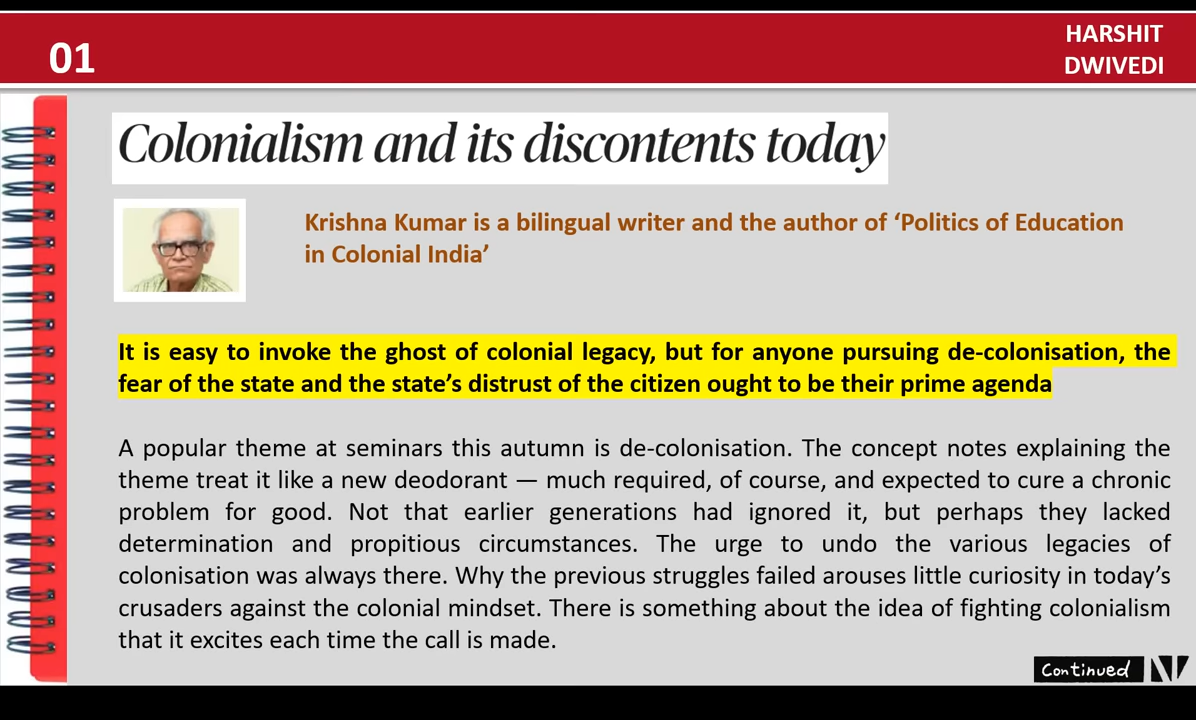 01
HARSHIT
DWIVEDI
Colonialism and its discontents today
Krishna Kumar is a bilingual writer and the author of ‘Politics of Education
in Colonial India’
It is easy to invoke the ghost of colonial legacy, but for anyone pursuing de-colonisation, the
fear of the state and the state’s distrust of the citizen ought to be their prime agenda
A popular theme at seminars this autumn is de-colonisation. The concept notes explaining the
theme treat it like a new deodorant — much required, of course, and expected to cure a chronic
problem for good. Not that earlier generations had ignored it, but perhaps they lacked
determination and propitious circumstances. The urge to undo the various legacies of
colonisation was always there. Why the previous struggles failed arouses little curiosity in today’s
crusaders against the colonial mindset. There is something about the idea of fighting colonialism
that it excites each time the call is made.
Continued